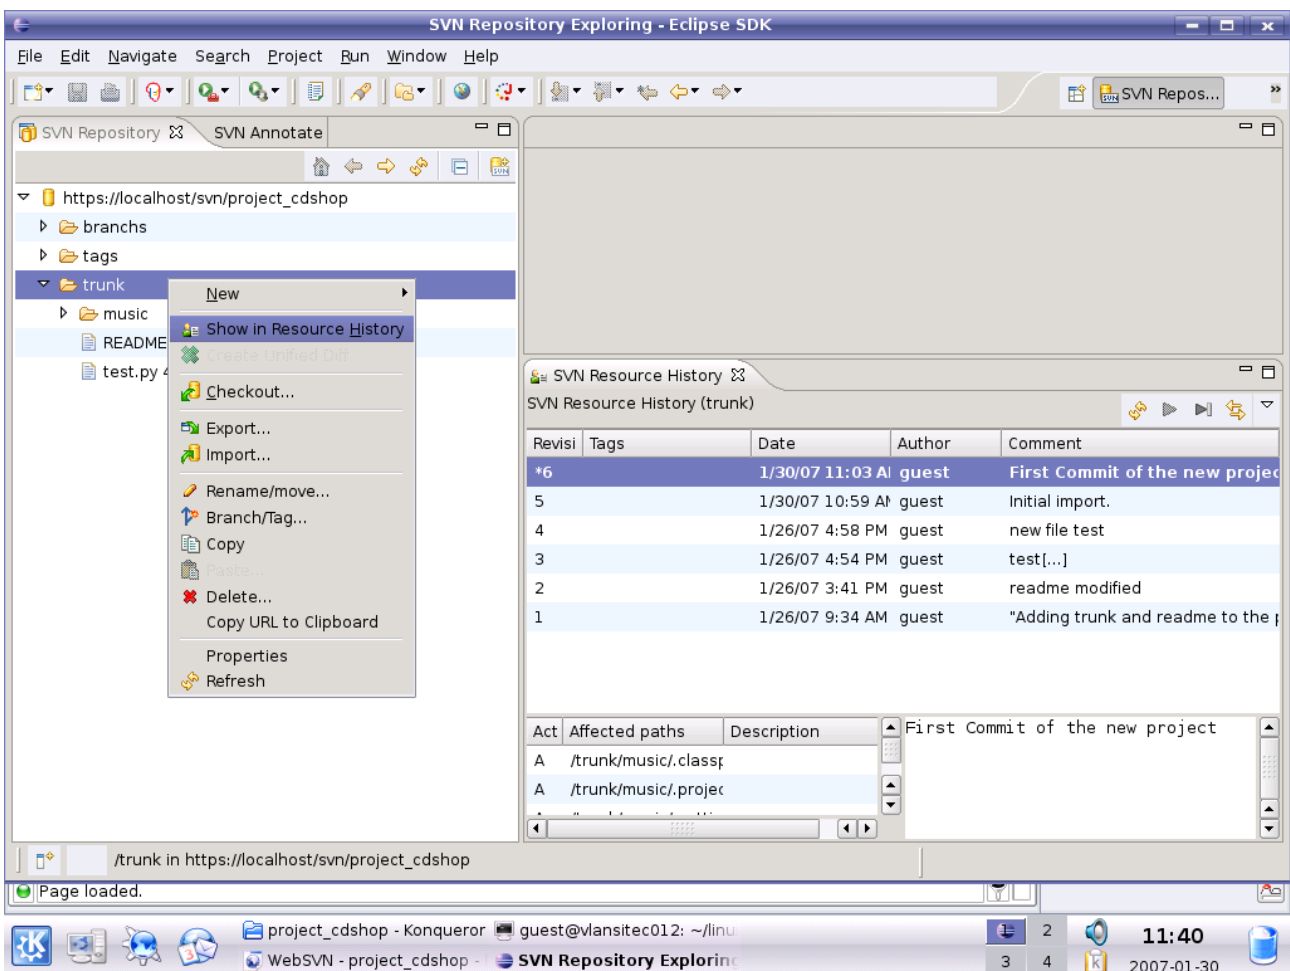 SVN Repository Exploring - Eclipse SDK
File Edit Navigate Search Project Run Window Help
SVN Repos... »
SVN Repository SVN Annotate
SVN
https://localhost/svn/project_cdshop
branchs
tags
trunk
music
README
test.py 4
New
Show in Resource History
Create Unified Diff
Checkout...
Export...
Import...
Rename/move...
Branch/Tag...
Copy
Paste...
Delete...
Copy URL to Clipboard
Properties
Refresh
SVN Resource History
SVN Resource History (trunk)
Revisi Tags Date Author Comment
*6 1/30/07 11:03 AM guest First Commit of the new projec
5 1/30/07 10:59 AM guest Initial import.
4 1/26/07 4:58 PM guest new file test
3 1/26/07 4:54 PM guest test[...]
2 1/26/07 3:41 PM guest readme modified
1 1/26/07 9:34 AM guest "Adding trunk and readme to the p
Act Affected paths Description
A /trunk/music/.classp
A /trunk/music/.projec
First Commit of the new project
/trunk in https://localhost/svn/project_cdshop
Page loaded.
project_cdshop - Konqueror guest@vlansitec012: ~/linu
WebSVN - project_cdshop - SVN Repository Exploring
2
3 4
11:40
2007-01-30